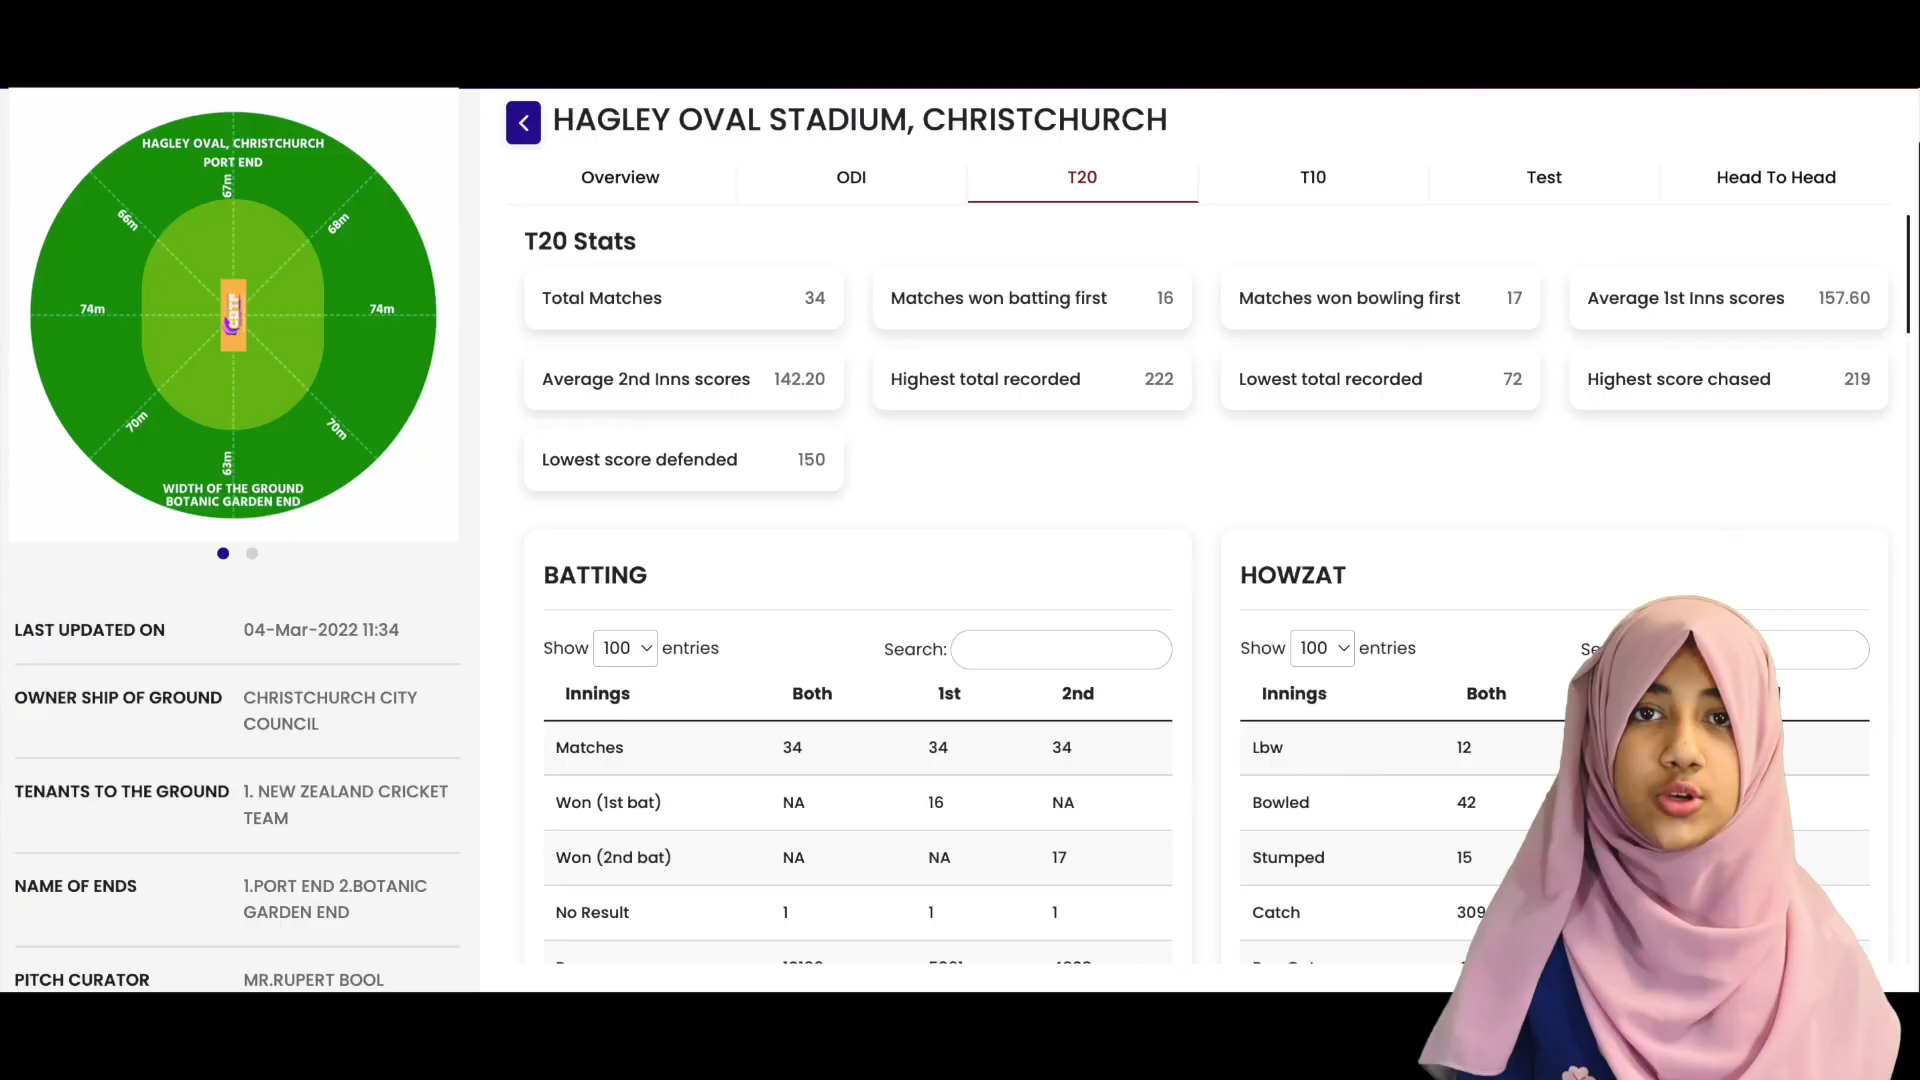 HAGLEY OVAL, CHRISTCHURCH
PORT END
67m
66m
68m
74m
74m
70m
70m
63m
WIDTH OF THE GROUND
BOTANIC GARDEN END
LAST UPDATED ON 04-Mar-2022 11:34
OWNER SHIP OF GROUND CHRISTCHURCH CITY
COUNCIL
TENANTS TO THE GROUND 1. NEW ZEALAND CRICKET
TEAM
NAME OF ENDS 1.PORT END 2.BOTANIC
GARDEN END
PITCH CURATOR MR.RUPERT BOOL
HAGLEY OVAL STADIUM, CHRISTCHURCH
Overview ODI T20 T10 Test Head To Head
T20 Stats
Total Matches 34 Matches won batting first 16 Matches won bowling first 17 Average 1st Inns scores 157.60
Average 2nd Inns scores 142.20 Highest total recorded 222 Lowest total recorded 72 Highest score chased 219
Lowest score defended 150
BATTING
Show 100 entries Search:
Innings Both 1st 2nd
Matches 34 34 34
Won (1st bat) NA 16 NA
Won (2nd bat) NA NA 17
No Result 1 1 1
HOWZAT
Show 100 entries
Innings Both
Lbw 12
Bowled 42
Stumped 15
Catch 309